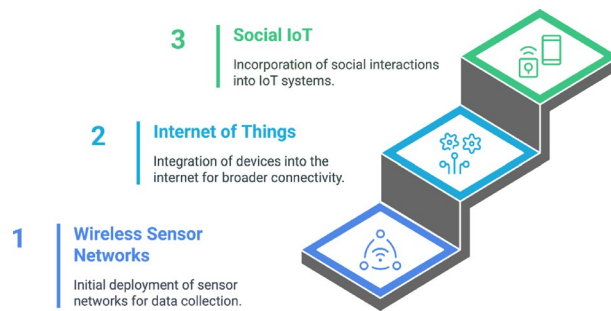 3
Social IoT
Incorporation of social interactions
into IoT systems.
2
Internet of Things
Integration of devices into the
internet for broader connectivity.
1
Wireless Sensor
Networks
Initial deployment of sensor
networks for data collection.